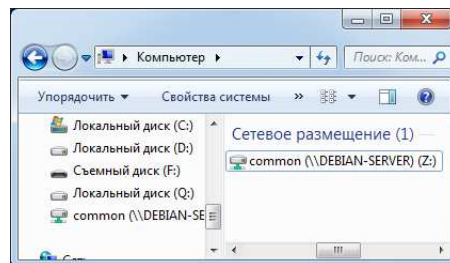 Компьютер
Поиск: Ком...
Упорядочить
Свойства системы
»
Локальный диск (C:)
Локальный диск (D:)
Съемный диск (F:)
Локальный диск (Q:)
common (\\DEBIAN-SE
Сетевое размещение (1)
common (\\DEBIAN-SERVER) (Z:)